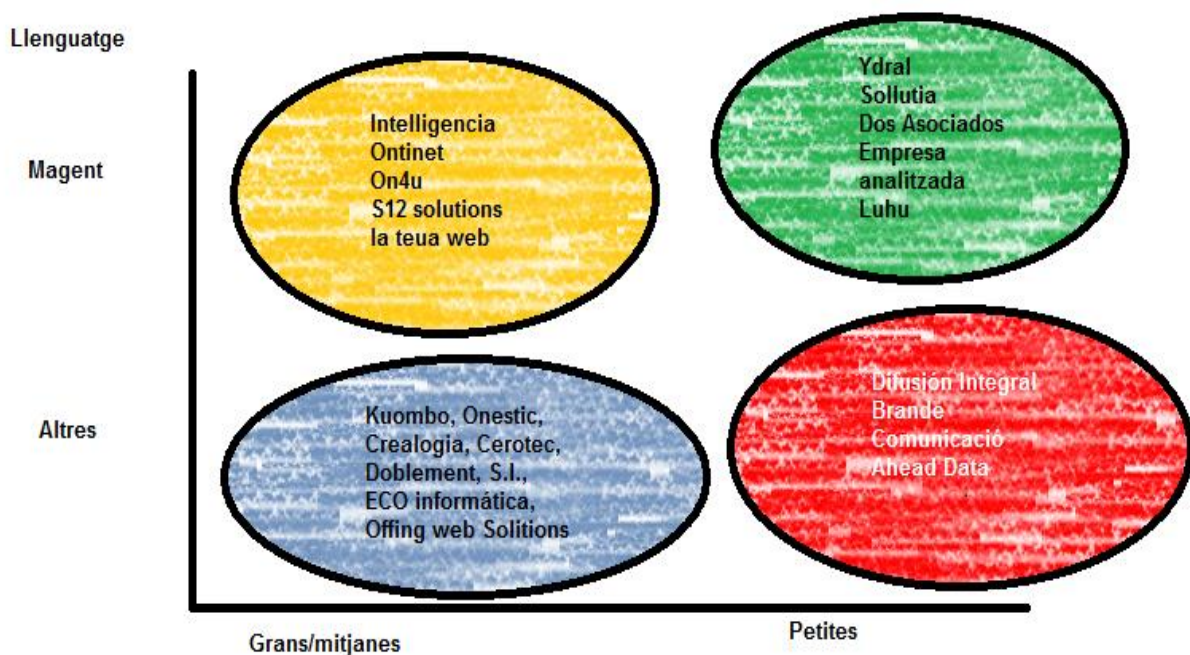 Llenguatge
Magent
Altres
Intelligencia
Ontinet
On4u
S12 solutions
la teua web
Ydral
Sollutia
Dos Asociados
Empresa
analitzada
Luhu
Kuombo, Onestic,
Crealogia, Cerotec,
Doblement, S.l.,
ECO informática,
Offing web Solitions
Difusión Integral
Brande
Comunicació
Ahead Data
Grans/mitjanes
Petites